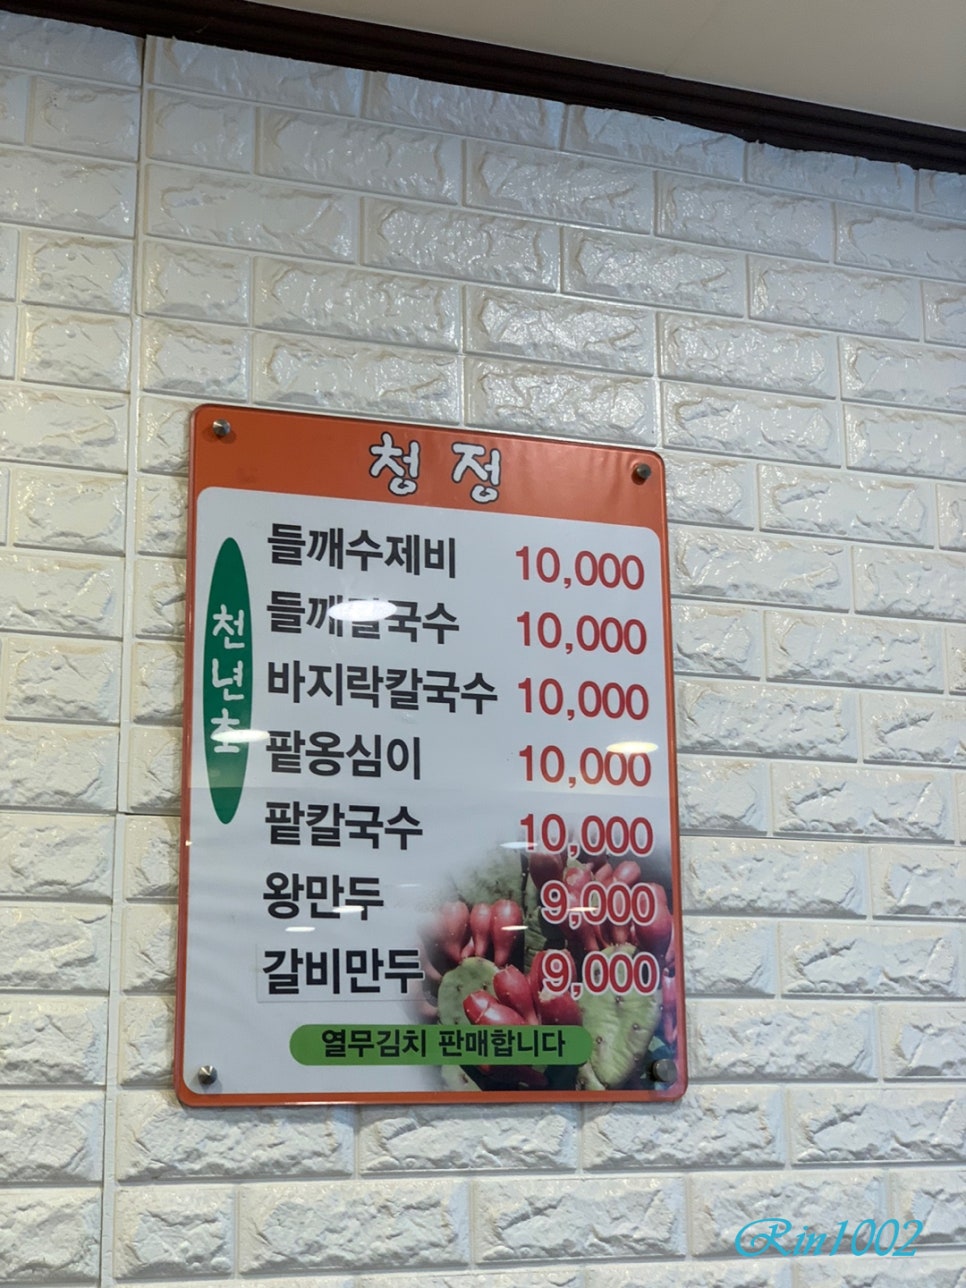 청정
천년초
들깨수제비 10,000
들깨칼국수 10,000
바지락칼국수 10,000
팥옹심이 10,000
팥칼국수 10,000
왕만두 9,000
갈비만두 9,000
열무김치 판매합니다
Rin1002